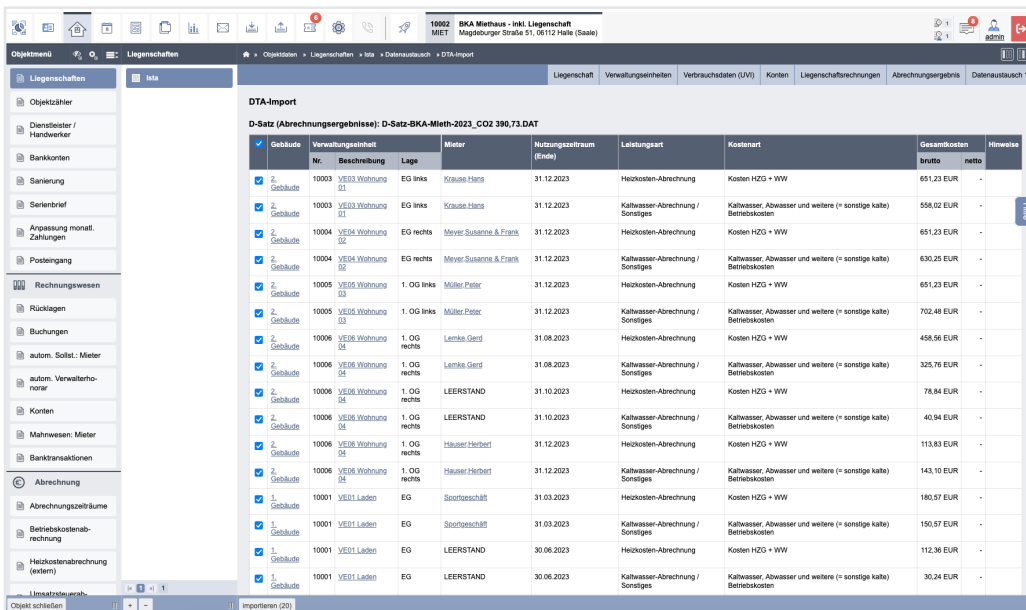 6
10002 BKA Miethaus - inkl. Liegenschaft
MIET Magdeburger Straße 51, 06112 Halle (Saale)
1
1
admin
Objektmenü
Liegenschaften
» Objektdaten » Liegenschaften » Ista » Datenaustausch » DTA-Import
Liegenschaften
Objektzähler
Dienstleister /
Handwerker
Bankkonten
Sanierung
Serienbrief
Anpassung monatl.
Zahlungen
Posteingang
Rechnungswesen
Rücklagen
Buchungen
autom. Sollst.: Mieter
autom. Verwalterho-
norar
Konten
Mahnwesen: Mieter
Banktransaktionen
Abrechnung
Abrechnungszeiträume
Betriebskostenab-
rechnung
Heizkostenabrechnung
(extern)
Umsatzsteuerab-
Objekt schließen
Ista
1 1
+ -
Liegenschaft Verwaltungseinheiten Verbrauchsdaten (UVI) Konten Liegenschaftsrechnungen Abrechnungsergebnis Datenaustausch
DTA-Import
D-Satz (Abrechnungsergebnisse): D-Satz-BKA-Mieth-2023_CO2 390,73.DAT
Gebäude Verwaltungseinheit Mieter Nutzungszeitraum Leistungsart Kostenart Gesamtkosten Hinweise
(Ende)
Nr. Beschreibung Lage brutto netto
2. 10003 VE03 Wohnung EG links Krause,Hans 31.12.2023 Heizkosten-Abrechnung Kosten HZG + WW 651,23 EUR -
Gebäude 01
2. 10003 VE03 Wohnung EG links Krause,Hans 31.12.2023 Kaltwasser-Abrechnung / Kaltwasser, Abwasser und weitere (= sonstige kalte) 558,02 EUR -
Gebäude 01 Sonstiges Betriebskosten
2. 10004 VE04 Wohnung EG rechts Meyer,Susanne & Frank 31.12.2023 Heizkosten-Abrechnung Kosten HZG + WW 651,23 EUR -
Gebäude 02
2. 10004 VE04 Wohnung EG rechts Meyer,Susanne & Frank 31.12.2023 Kaltwasser-Abrechnung / Kaltwasser, Abwasser und weitere (= sonstige kalte) 630,25 EUR -
Gebäude 02 Sonstiges Betriebskosten
2. 10005 VE05 Wohnung 1. OG links Müller,Peter 31.12.2023 Heizkosten-Abrechnung Kosten HZG + WW 651,23 EUR -
Gebäude 03
2. 10005 VE05 Wohnung 1. OG links Müller,Peter 31.12.2023 Kaltwasser-Abrechnung / Kaltwasser, Abwasser und weitere (= sonstige kalte) 702,48 EUR -
Gebäude 03 Sonstiges Betriebskosten
2. 10006 VE06 Wohnung 1. OG Lemke,Gerd 31.08.2023 Heizkosten-Abrechnung Kosten HZG + WW 458,56 EUR -
Gebäude 04 rechts
2. 10006 VE06 Wohnung 1. OG Lemke,Gerd 31.08.2023 Kaltwasser-Abrechnung / Kaltwasser, Abwasser und weitere (= sonstige kalte) 325,76 EUR -
Gebäude 04 rechts Sonstiges Betriebskosten
2. 10006 VE06 Wohnung 1. OG LEERSTAND 31.10.2023 Heizkosten-Abrechnung Kosten HZG + WW 78,84 EUR -
Gebäude 04 rechts
2. 10006 VE06 Wohnung 1. OG LEERSTAND 31.10.2023 Kaltwasser-Abrechnung / Kaltwasser, Abwasser und weitere (= sonstige kalte) 40,94 EUR -
Gebäude 04 rechts Sonstiges Betriebskosten
2. 10006 VE06 Wohnung 1. OG Hauser,Herbert 31.12.2023 Heizkosten-Abrechnung Kosten HZG + WW 113,83 EUR -
Gebäude 04 rechts
2. 10006 VE06 Wohnung 1. OG Hauser,Herbert 31.12.2023 Kaltwasser-Abrechnung / Kaltwasser, Abwasser und weitere (= sonstige kalte) 143,10 EUR -
Gebäude 04 rechts Sonstiges Betriebskosten
1. 10001 VE01 Laden EG Sportgeschäft 31.03.2023 Heizkosten-Abrechnung Kosten HZG + WW 180,57 EUR -
Gebäude
1. 10001 VE01 Laden EG Sportgeschäft 31.03.2023 Kaltwasser-Abrechnung / Kaltwasser, Abwasser und weitere (= sonstige kalte) 150,57 EUR -
Gebäude Sonstiges Betriebskosten
1. 10001 VE01 Laden EG LEERSTAND 30.06.2023 Heizkosten-Abrechnung Kosten HZG + WW 112,36 EUR -
Gebäude
1. 10001 VE01 Laden EG LEERSTAND 30.06.2023 Kaltwasser-Abrechnung / Kaltwasser, Abwasser und weitere (= sonstige kalte) 30,24 EUR -
Gebäude Sonstiges Betriebskosten
importieren (20)